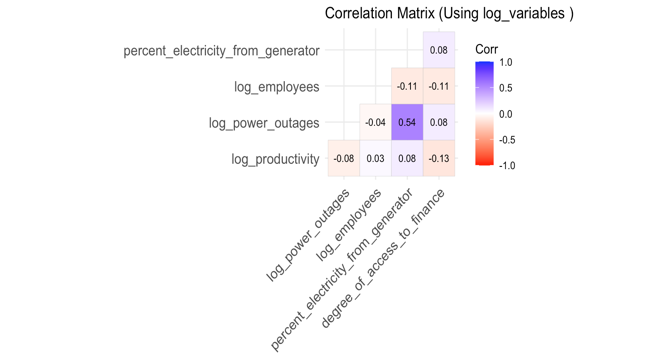 Correlation Matrix (Using log_variables )
percent_electricity_from_generator 0.08
log_employees -0.11 -0.11
log_power_outages -0.04 0.54 0.08
log_productivity -0.08 0.03 0.08 -0.13
log_power_outages
log_employees
percent_electricity_from_generator
degree_of_access_to_finance
Corr
1.0
0.5
0.0
-0.5
-1.0